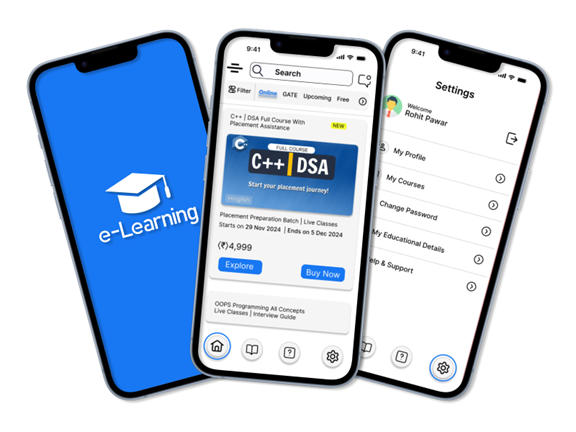 e-Learning
9:41
Search
Filter
Online
GATE
Upcoming
Free
C++ | DSA Full Course With
Placement Assistance
NEW
FULL COURSE
C++ DSA
Start your placement journey!
Hinglish
Placement Preparation Batch | Live Classes
Starts on 29 Nov 2024 | Ends on 5 Dec 2024
(₹)4,999
Explore
Buy Now
OOPS Programming All Concepts
Live Classes | Interview Guide
9:41
Settings
Welcome
Rohit Pawar
My Profile
My Courses
Change Password
My Educational Details
elp & Support